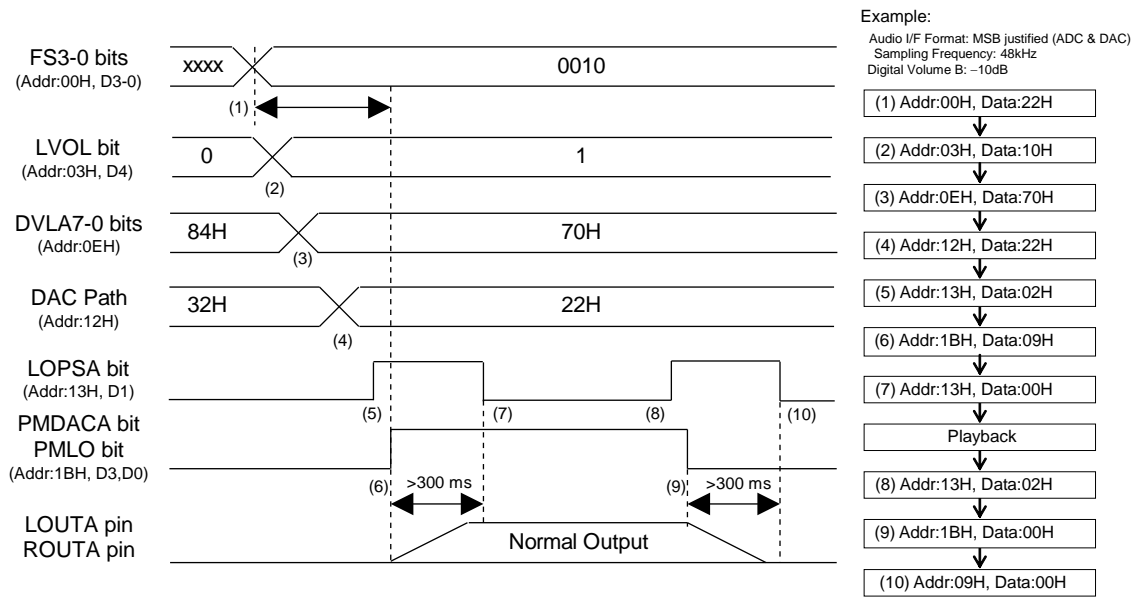 FS3-0 bits
(Addr:00H, D3-0)
xxxx
0010
(1)
LVOL bit
(Addr:03H, D4)
0
1
(2)
DVLA7-0 bits
(Addr:0EH)
84H
70H
(3)
DAC Path
(Addr:12H)
32H
22H
(4)
LOPSA bit
(Addr:13H, D1)
(5)
(7)
(8)
(10)
PMDACA bit
PMLO bit
(Addr:1BH, D3,D0)
(6)
>300 ms
(9)
>300 ms
LOUTA pin
ROUTA pin
Normal Output
Example:
Audio I/F Format: MSB justified (ADC & DAC)
Sampling Frequency: 48kHz
Digital Volume B: −10dB
(1) Addr:00H, Data:22H
(2) Addr:03H, Data:10H
(3) Addr:0EH, Data:70H
(4) Addr:12H, Data:22H
(5) Addr:13H, Data:02H
(6) Addr:1BH, Data:09H
(7) Addr:13H, Data:00H
Playback
(8) Addr:13H, Data:02H
(9) Addr:1BH, Data:00H
(10) Addr:09H, Data:00H